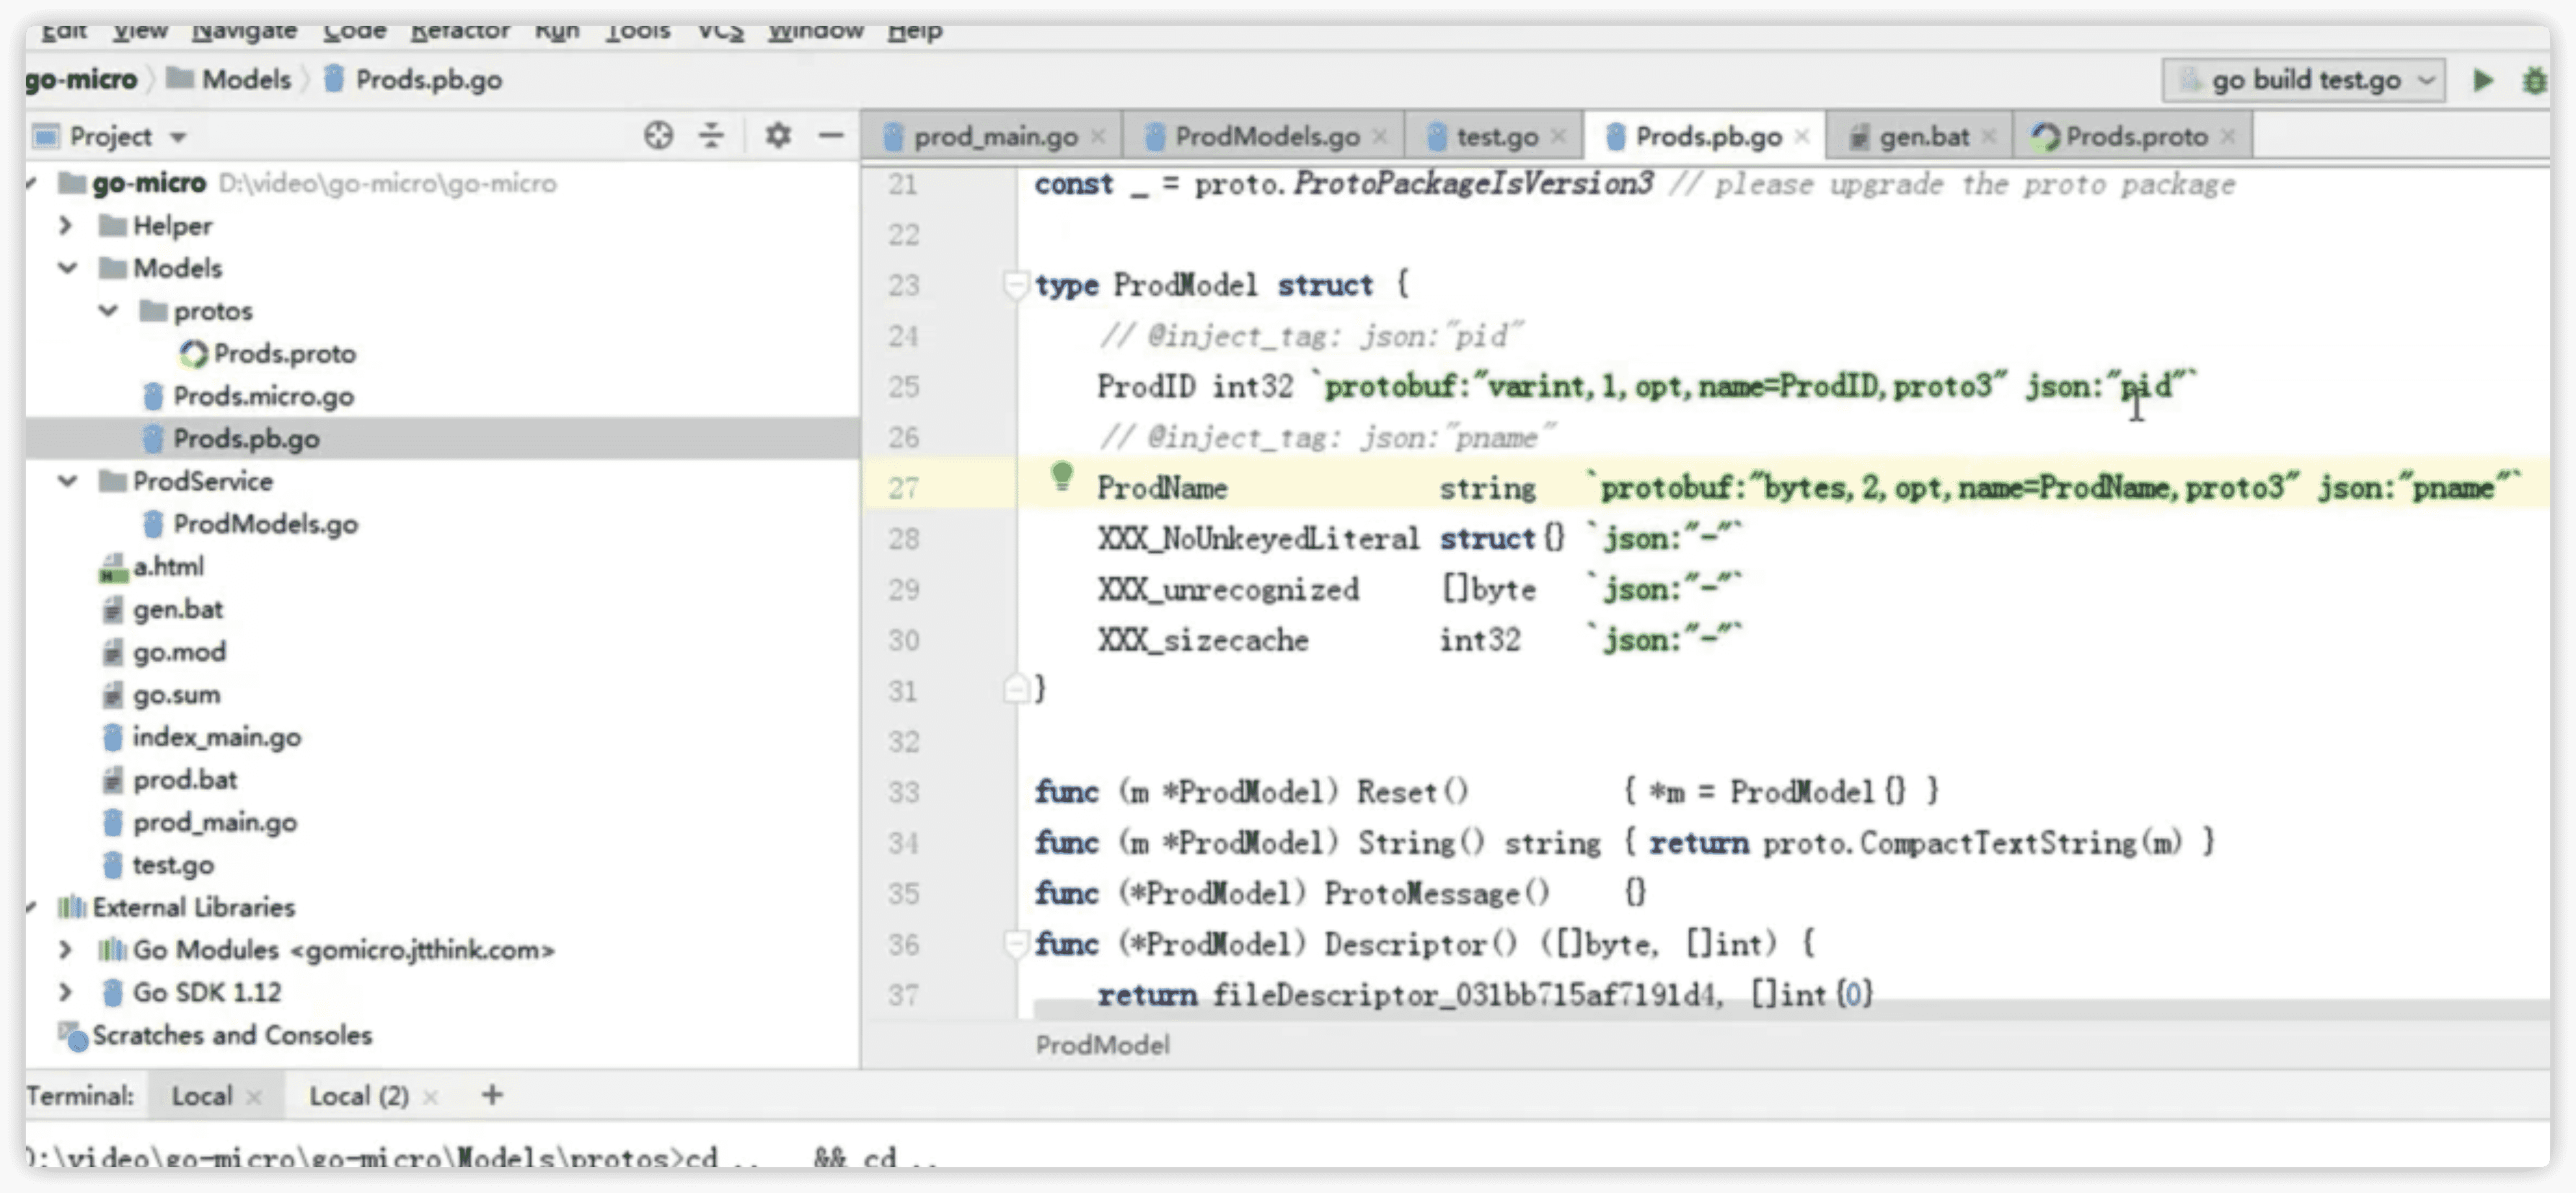 Edit View Navigate Code Refactor Run Tools VCS Window Help
go-micro Models Prods.pb.go go build test.go
Project prod_main.go ProdModels.go test.go Prods.pb.go gen.bat Prods.proto
go-micro D:\video\go-micro\go-micro
Helper
Models
protos
Prods.proto
Prods.micro.go
Prods.pb.go
ProdService
ProdModels.go
a.html
gen.bat
go.mod
go.sum
index_main.go
prod.bat
prod_main.go
test.go
External Libraries
Go Modules <gomicro.jtthink.com>
Go SDK 1.12
Scratches and Consoles
21 const _ = proto.ProtoPackageIsVersion3 // please upgrade the proto package
22
23 type ProdModel struct {
24 // @inject_tag: json:"pid"
25 ProdID int32 `protobuf:"varint,1,opt,name=ProdID,proto3" json:"pid"`
26 // @inject_tag: json:"pname"
27 ProdName string `protobuf:"bytes,2,opt,name=ProdName,proto3" json:"pname"`
28 XXX_NoUnkeyedLiteral struct{} `json:"-"`
29 XXX_unrecognized []byte `json:"-"`
30 XXX_sizecache int32 `json:"-"`
31 }
32
33 func (m *ProdModel) Reset() { *m = ProdModel{} }
34 func (m *ProdModel) String() string { return proto.CompactTextString(m) }
35 func (*ProdModel) ProtoMessage() {}
36 func (*ProdModel) Descriptor() ([]byte, []int) {
37 return fileDescriptor_031bb715af7191d4, []int{0}
ProdModel
Terminal: Local Local (2) +
D:\video\go-micro\go-micro\Models\protos>cd .. && cd ..